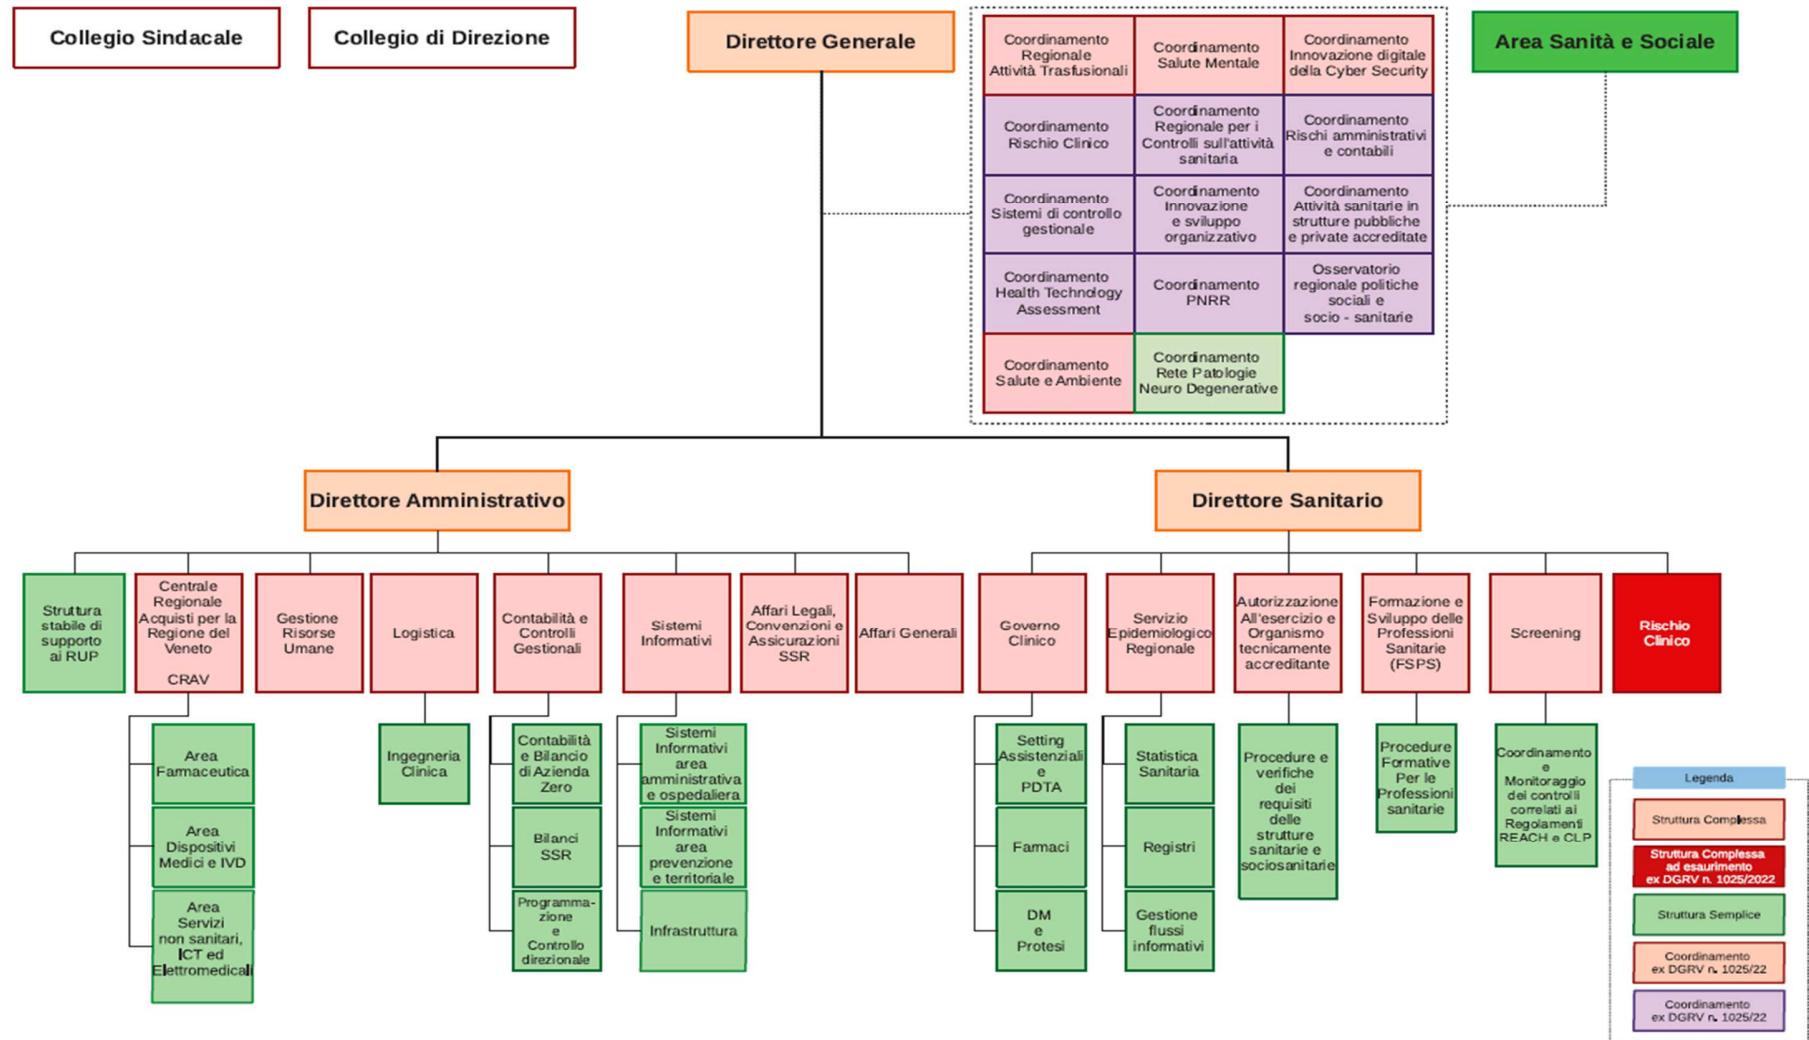 Collegio Sindacale
Collegio di Direzione
Direttore Generale
Area Sanità e Sociale
Coordinamento
Regionale
Attività Trasfusionali
Coordinamento
Salute Mentale
Coordinamento
Innovazione digitale
della Cyber Security
Coordinamento
Rischio Clinico
Coordinamento
Regionale per i
Controlli sull'attività
sanitaria
Coordinamento
Rischi amministrativi
e contabili
Coordinamento
Sistemi di controllo
gestionale
Coordinamento
Innovazione
e sviluppo
organizzativo
Coordinamento
Attività sanitarie in
strutture pubbliche
e private accreditate
Coordinamento
Health Technology
Assessment
Coordinamento
PNRR
Osservatorio
regionale politiche
sociali e
socio - sanitarie
Coordinamento
Salute e Ambiente
Coordinamento
Rete Patologie
Neuro Degenerative
Direttore Amministrativo
Direttore Sanitario
Struttura
stabile di
supporto
ai RUP
Centrale
Regionale
Acquisti per la
Regione del
Veneto
CRAV
Gestione
Risorse
Umane
Logistica
Contabilità e
Controlli
Gestionali
Sistemi
Informativi
Affari Legali,
Convenzioni e
Assicurazioni
SSR
Affari Generali
Governo
Clinico
Servizio
Epidemiologico
Regionale
Autorizzazione
All'esercizio e
Organismo
tecnicamente
accreditante
Formazione e
Sviluppo delle
Professioni
Sanitarie
(FSPS)
Screening
Rischio
Clinico
Area
Farmaceutica
Area
Dispositivi
Medici e IVD
Area
Servizi
non sanitari,
ICT ed
Elettromedicali
Ingegneria
Clinica
Contabilità
e Bilancio
di Azienda
Zero
Bilanci
SSR
Programma-
zione
e
Controllo
direzionale
Sistemi
Informativi
area
amministrativa
e ospedaliera
Sistemi
Informativi
area
prevenzione
e territoriale
Infrastruttura
Setting
Assistenziali
e
PDTA
Farmaci
DM
e
Protesi
Statistica
Sanitaria
Registri
Gestione
flussi
informativi
Procedure e
verifiche
dei
requisiti
delle
strutture
sanitarie e
sociosanitarie
Procedure
Formative
Per le
Professioni
sanitarie
Coordinamento
e
Monitoraggio
dei controlli
correlati ai
Regolamenti
REACH e CLP
Legenda
Struttura Complessa
Struttura Complessa
ad esaurimento
ex DGRV n. 1025/2022
Struttura Semplice
Coordinamento
ex DGRV n. 1025/22
Coordinamento
ex DGRV n. 1025/22